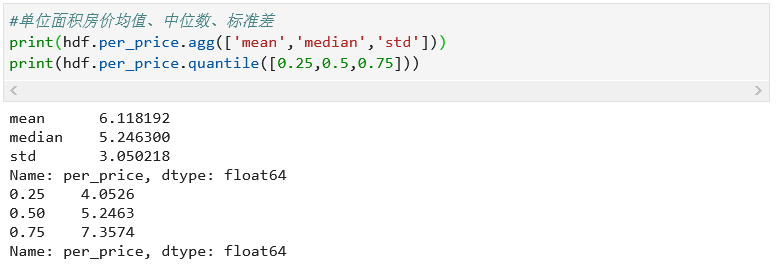 #单位面积房价均值、中位数、标准差
print(hdf.per_price.agg(['mean','median','std']))
print(hdf.per_price.quantile([0.25,0.5,0.75]))
mean      6.118192
median    5.246300
std       3.050218
Name: per_price, dtype: float64
0.25    4.0526
0.50    5.2463
0.75    7.3574
Name: per_price, dtype: float64